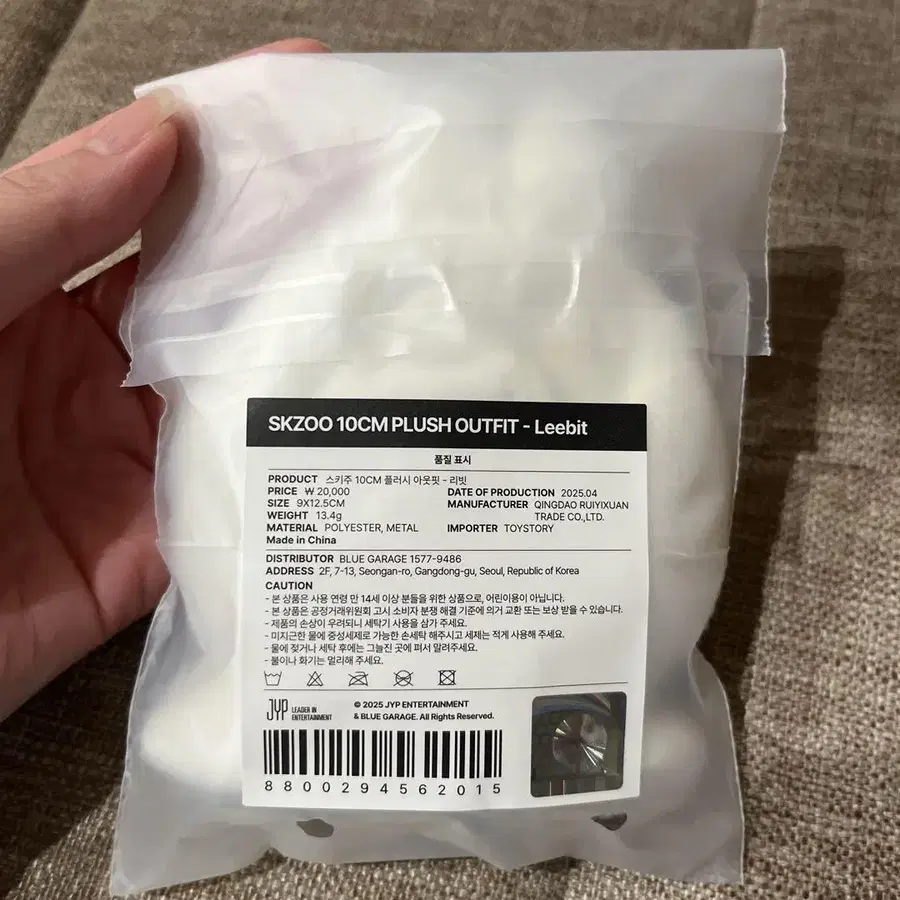 SKZOO 10CM PLUSH OUTFIT - Leebit
품질 표시
PRODUCT 스키주 10CM 플러시 아웃핏 - 리빗
PRICE ₩ 20,000
SIZE 9X12.5CM
WEIGHT 13.4g
MATERIAL POLYESTER, METAL
Made in China
DATE OF PRODUCTION 2025.04
MANUFACTURER QINGDAO RUIYIXUAN
TRADE CO.,LTD.
IMPORTER TOYSTORY
DISTRIBUTOR BLUE GARAGE 1577-9486
ADDRESS 2F, 7-13, Seongan-ro, Gangdong-gu, Seoul, Republic of Korea
CAUTION
- 본 상품은 사용 연령 만 14세 이상 분들을 위한 상품으로, 어린이용이 아닙니다.
- 본 상품은 공정거래위원회 고시 소비자 분쟁 해결 기준에 의거 교환 또는 보상 받을 수 있습니다.
- 제품의 손상이 우려되니 세탁기 사용을 삼가 주세요.
- 미지근한 물에 중성세제로 가능한 손세탁 해주시고 세제는 적게 사용해 주세요.
- 물에 젖거나 세탁 후에는 그늘진 곳에 펴서 말려주세요.
- 불이나 화기는 멀리해 주세요.
JYP LEADER IN
ENTERTAINMENT
© 2025 JYP ENTERTAINMENT
& BLUE GARAGE. All Rights Reserved.
8800294562015